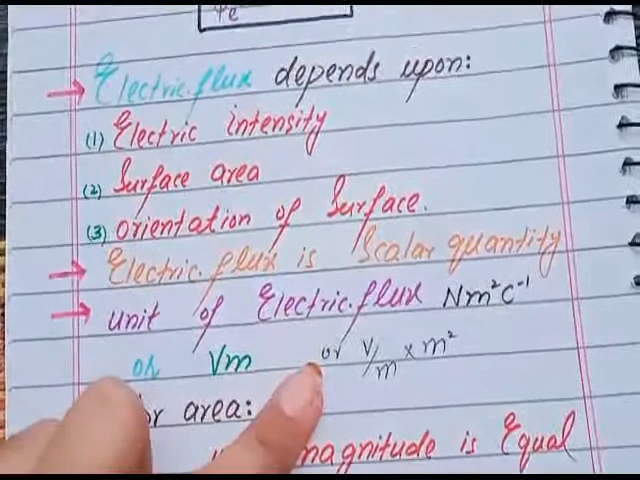 → Electric.flux depends upon:
(1) Electric intensity
(2) Surface area
(3) orientation of Surface.
→ Electric.flux is Scalar quantity
→ unit of Electric.flux Nm²C⁻¹
OR Vm or V/m × m²
area:
magnitude is Equal